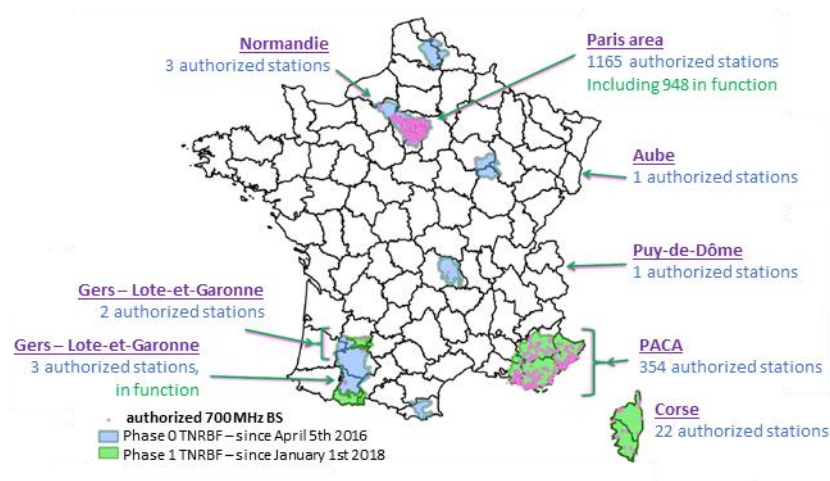 Normandie
3 authorized stations
Paris area
1165 authorized stations
Including 948 in function
Aube
1 authorized stations
Puy-de-Dôme
1 authorized stations
Gers – Lote-et-Garonne
2 authorized stations
Gers – Lote-et-Garonne
3 authorized stations,
in function
PACA
354 authorized stations
Corse
22 authorized stations
authorized 700MHz BS
Phase 0 TNRBF – since April 5th 2016
Phase 1 TNRBF – since January 1st 2018